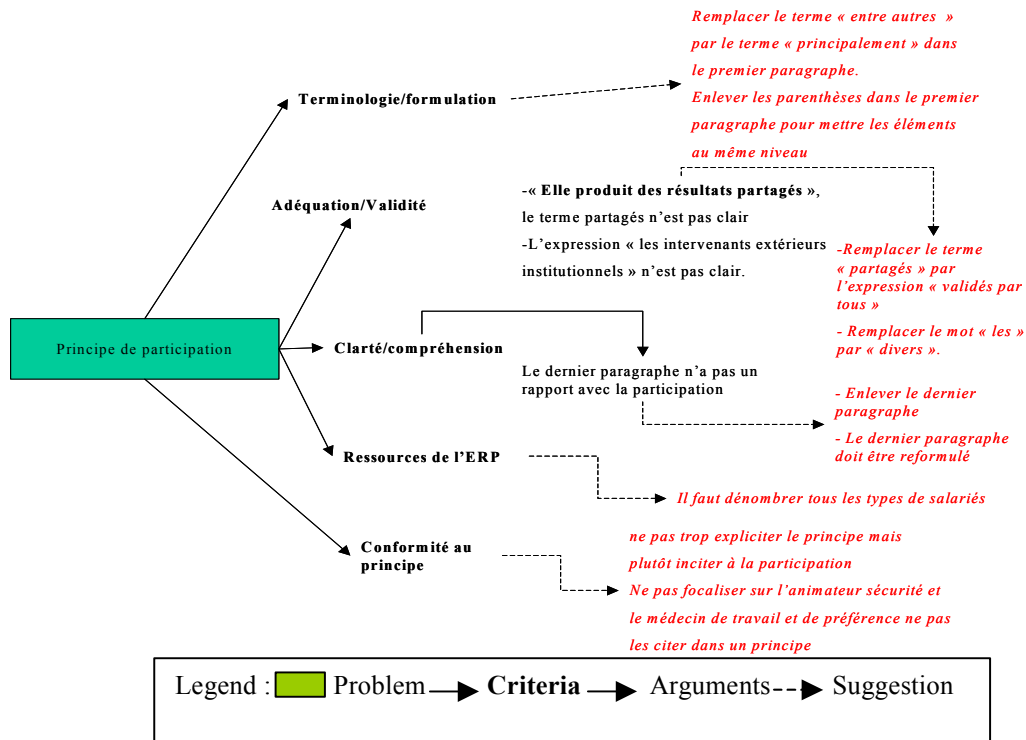 Remplacer le terme « entre autres »
par le terme « principalement » dans
le premier paragraphe.
Enlever les parenthèses dans le premier
paragraphe pour mettre les éléments
au même niveau
Terminologie/formulation
Adéquation/Validité
-« Elle produit des résultats partagés »,
le terme partagés n’est pas clair
-L’expression « les intervenants extérieurs
institutionnels » n’est pas clair.
-Remplacer le terme
« partagés » par
l’expression « validés par
tous »
- Remplacer le mot « les »
par « divers ».
Principe de participation
Clarté/compréhension
Le dernier paragraphe n’a pas un
rapport avec la participation
- Enlever le dernier
paragraphe
- Le dernier paragraphe
doit être reformulé
Ressources de l’ERP
Il faut dénombrer tous les types de salariés
Conformité au
principe
ne pas trop expliciter le principe mais
plutôt inciter à la participation
Ne pas focaliser sur l’animateur sécurité et
le médecin de travail et de préférence ne pas
les citer dans un principe
Legend : Problem Criteria Arguments Suggestion